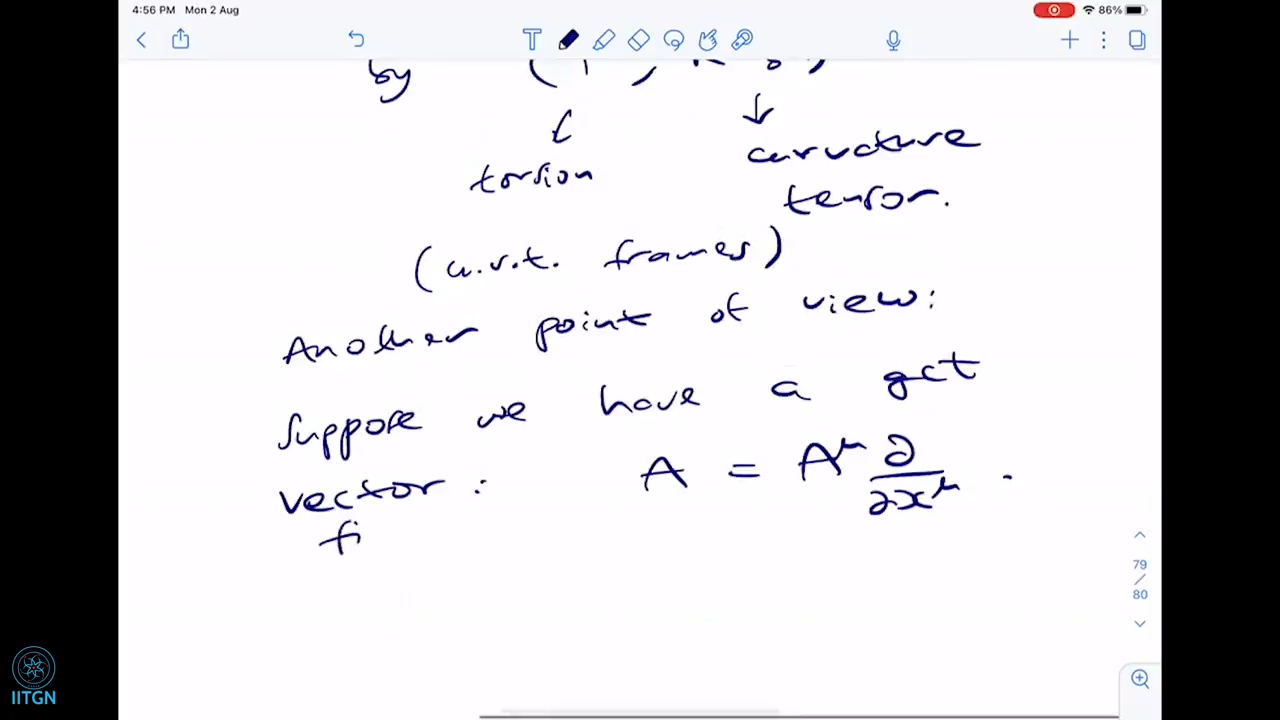 4:56 PM Mon 2 Aug
86%
by
torsion
curvature
tensor.
(w.r.t. frames)
Another point of view:
Suppose we have a gct
vector : A = A^μ ∂/∂x^μ .
fi
79
/
80
IITGN